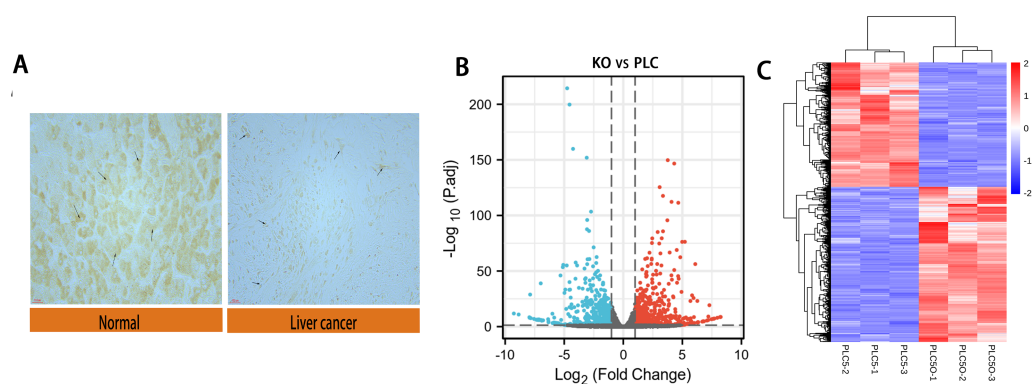 A
Normal
Liver cancer
B
KO vs PLC
-Log 10 (P.adj)
200
150
100
50
0
-10 -5 0 5 10
Log2 (Fold Change)
C
2
1
0
-1
-2
PLC5-2 PLC5-1 PLC5-3 PLC5O-1 PLC5O-2 PLC5O-3